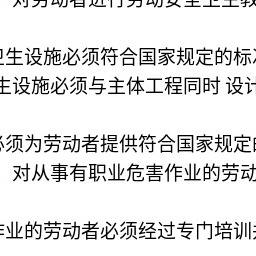 对劳动者进行劳动安全卫生教
卫生设施必须符合国家规定的标准
生设施必须与主体工程同时 设计
必须为劳动者提供符合国家规定的
对从事有职业危害作业的劳动
作业的劳动者必须经过专门培训并